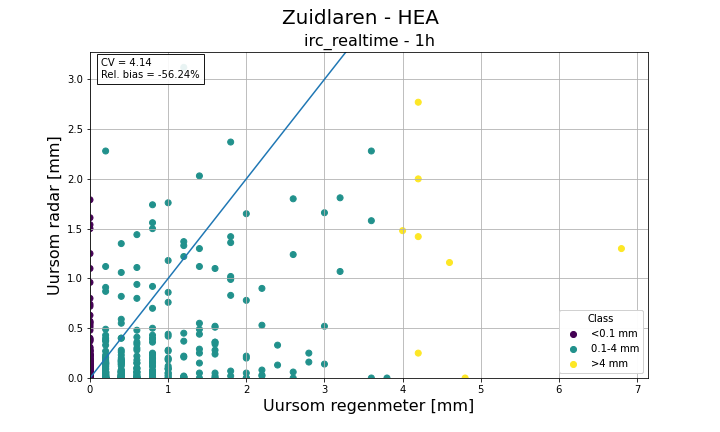 Zuidlaren - HEA
irc_realtime - 1h
CV = 4.14
Rel. bias = -56.24%
Uursom radar [mm]
3.0
2.5
2.0
1.5
1.0
0.5
0.0
0
1
2
3
4
5
6
7
Uursom regenmeter [mm]
Class
<0.1 mm
0.1-4 mm
>4 mm